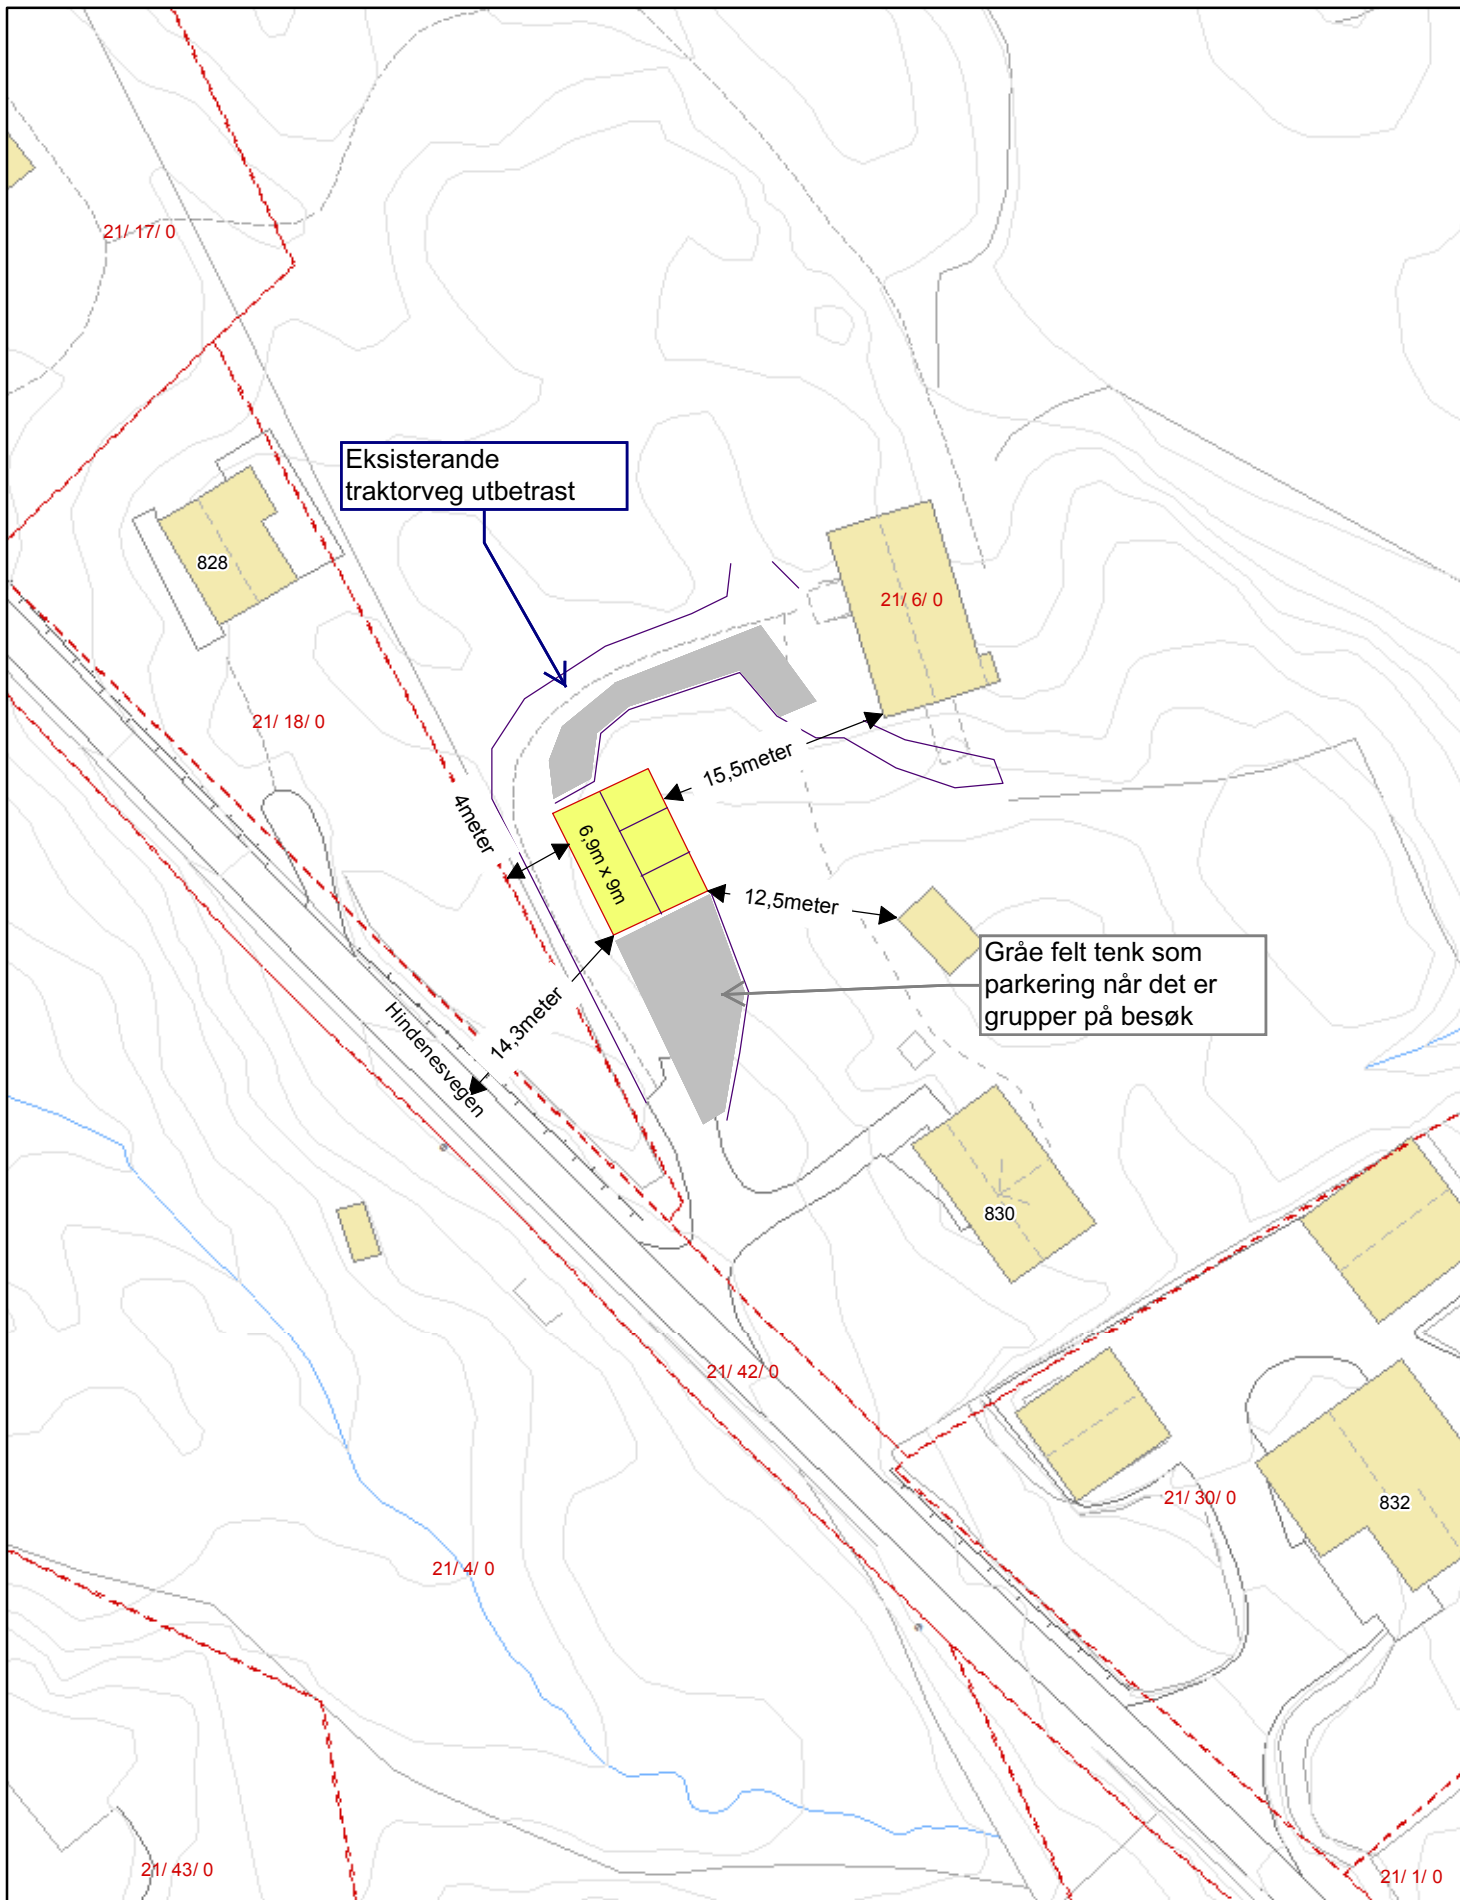 21/ 17/ 0
Eksisterande
traktorveg utbetrast
828
21/ 6/ 0
21/ 18/ 0
15,5meter
4meter
6,9m x 9m
12,5meter
Gråe felt tenk som
parkering når det er
grupper på besøk
14,3meter
Hindenesvegen
830
21/ 42/ 0
21/ 30/ 0
832
21/ 4/ 0
21/ 43/ 0
21/ 1/ 0